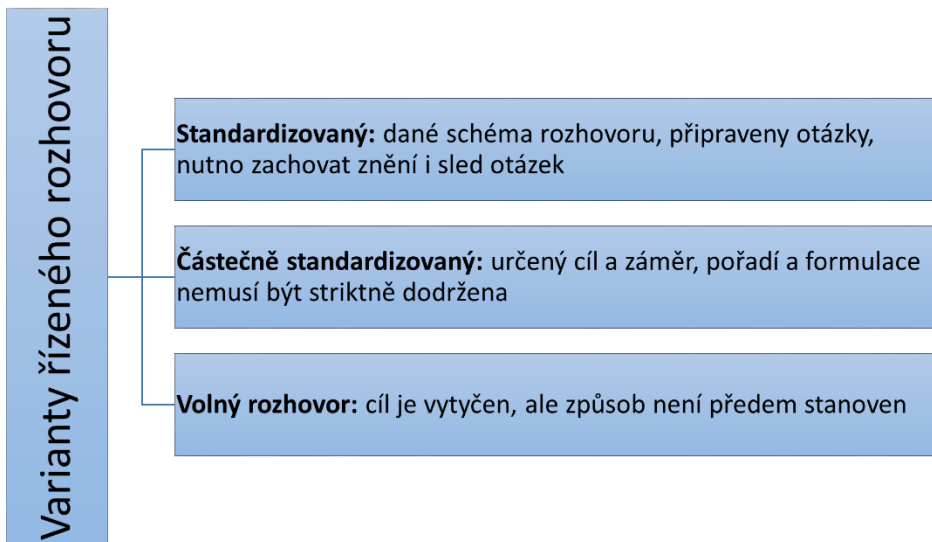 Varianty řízeného rozhovoru
Standardizovaný: dané schéma rozhovoru, připraveny otázky,
nutno zachovat znění i sled otázek
Částečně standardizovaný: určený cíl a záměr, pořadí a formulace
nemusí být striktně dodržena
Volný rozhovor: cíl je vytyčen, ale způsob není předem stanoven